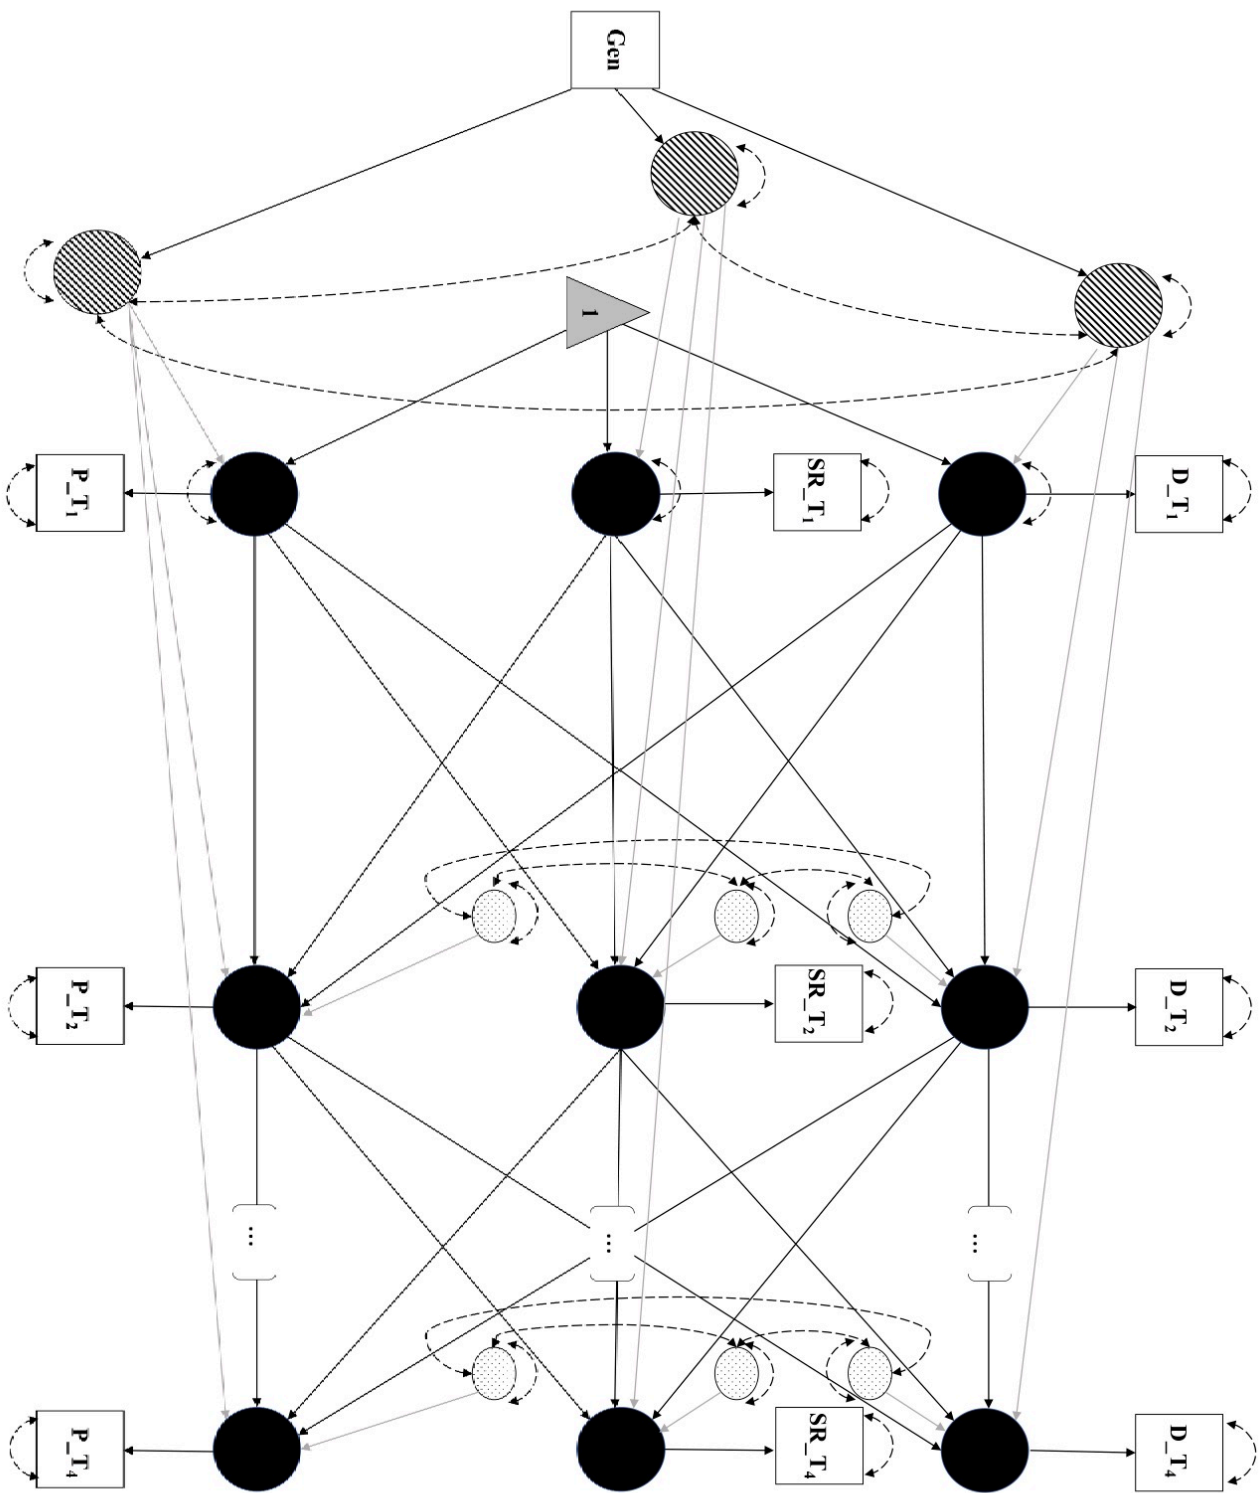 Gen
1
D_T1
D_T2
...
D_T4
SR_T1
SR_T2
...
SR_T4
P_T1
P_T2
...
P_T4